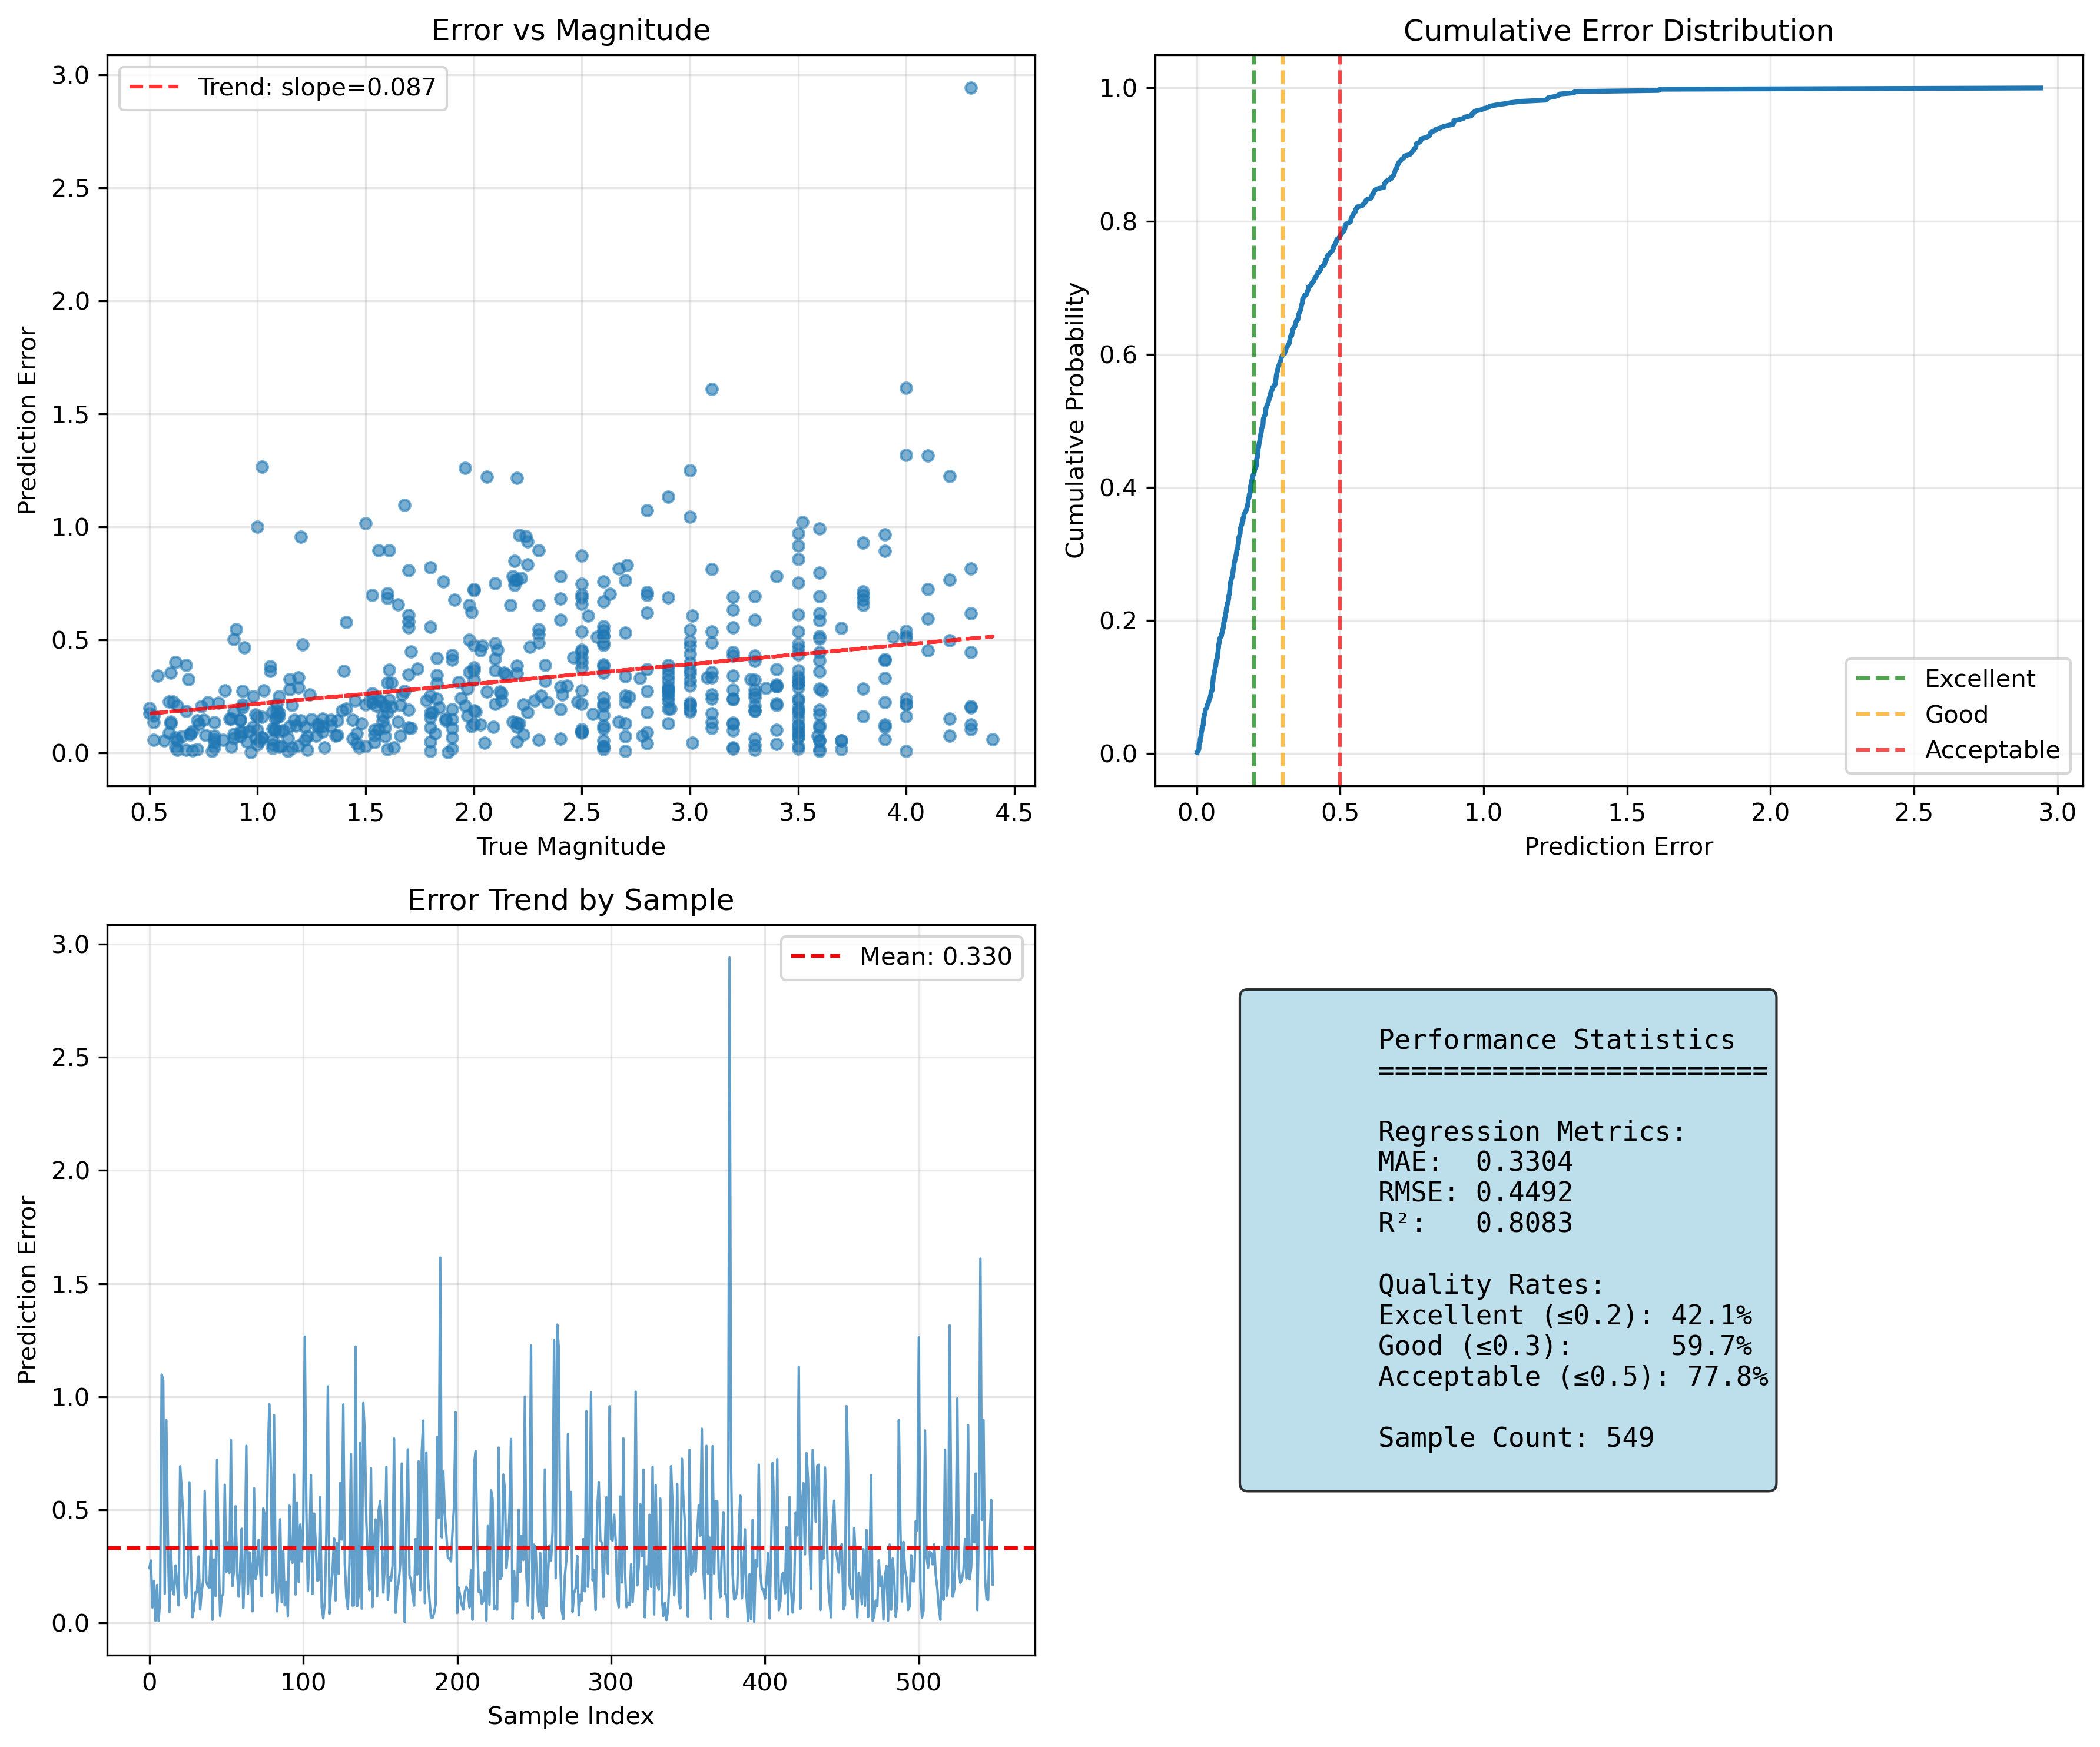 Error vs Magnitude
Trend: slope=0.087
3.0
2.5
2.0
1.5
1.0
0.5
0.0
Prediction Error
0.5 1.0 1.5 2.0 2.5 3.0 3.5 4.0 4.5
True Magnitude
Cumulative Error Distribution
1.0
0.8
0.6
0.4
0.2
0.0
Cumulative Probability
Excellent
Good
Acceptable
0.0 0.5 1.0 1.5 2.0 2.5 3.0
Prediction Error
Error Trend by Sample
Mean: 0.330
3.0
2.5
2.0
1.5
1.0
0.5
0.0
Prediction Error
0 100 200 300 400 500
Sample Index
Performance Statistics
========================
Regression Metrics:
MAE: 0.3304
RMSE: 0.4492
R²: 0.8083
Quality Rates:
Excellent (≤0.2): 42.1%
Good (≤0.3): 59.7%
Acceptable (≤0.5): 77.8%
Sample Count: 549